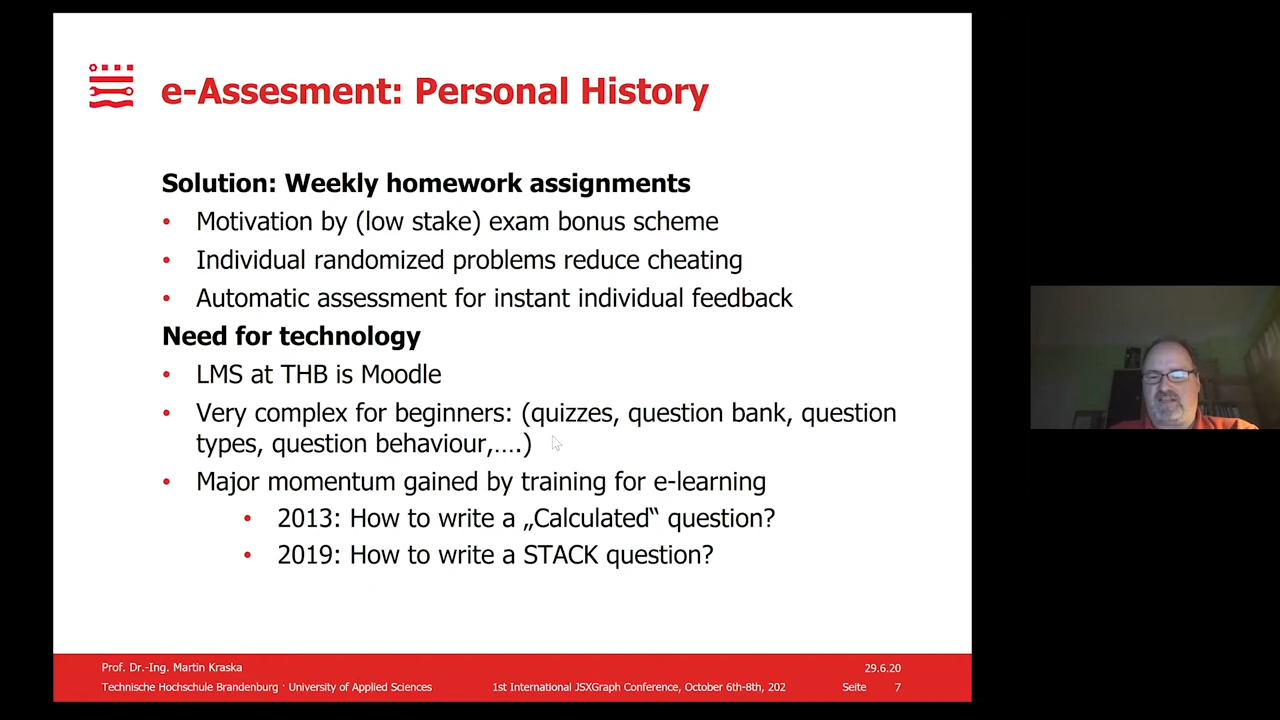 e-Assesment: Personal History
Solution: Weekly homework assignments
• Motivation by (low stake) exam bonus scheme
• Individual randomized problems reduce cheating
• Automatic assessment for instant individual feedback
Need for technology
• LMS at THB is Moodle
• Very complex for beginners: (quizzes, question bank, question
types, question behaviour,....)
• Major momentum gained by training for e-learning
• 2013: How to write a „Calculated“ question?
• 2019: How to write a STACK question?
Prof. Dr.-Ing. Martin Kraska 29.6.20
Technische Hochschule Brandenburg · University of Applied Sciences 1st International JSXGraph Conference, October 6th-8th, 202 Seite 7